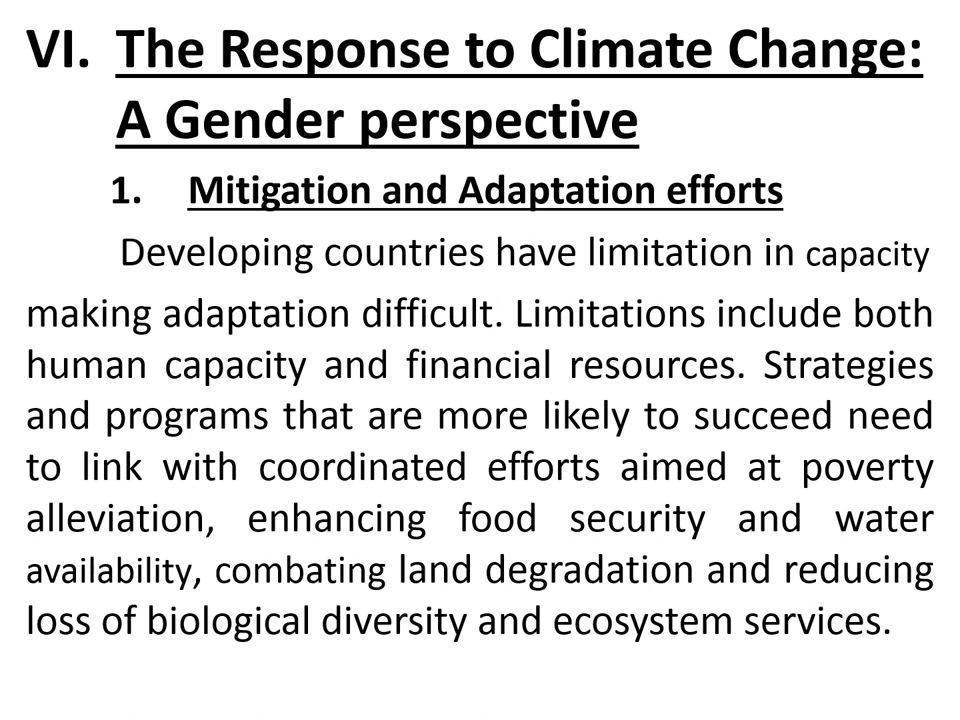 VI. The Response to Climate Change:
A Gender perspective
1. Mitigation and Adaptation efforts
Developing countries have limitation in capacity
making adaptation difficult. Limitations include both
human capacity and financial resources. Strategies
and programs that are more likely to succeed need
to link with coordinated efforts aimed at poverty
alleviation, enhancing food security and water
availability, combating land degradation and reducing
loss of biological diversity and ecosystem services.